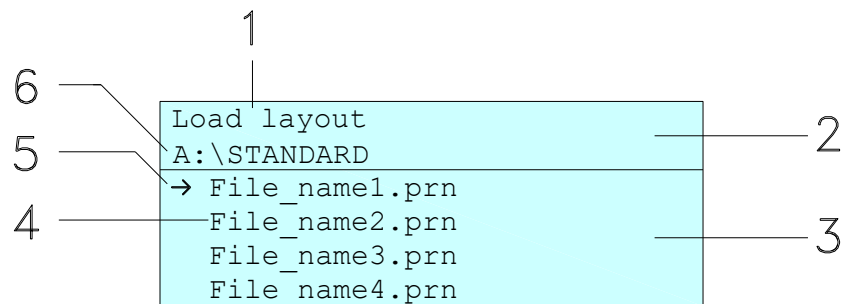 1
6
Load layout
2
A:\STANDARD
5
→ File_name1.prn
4
File_name2.prn
3
File_name3.prn
File_name4.prn